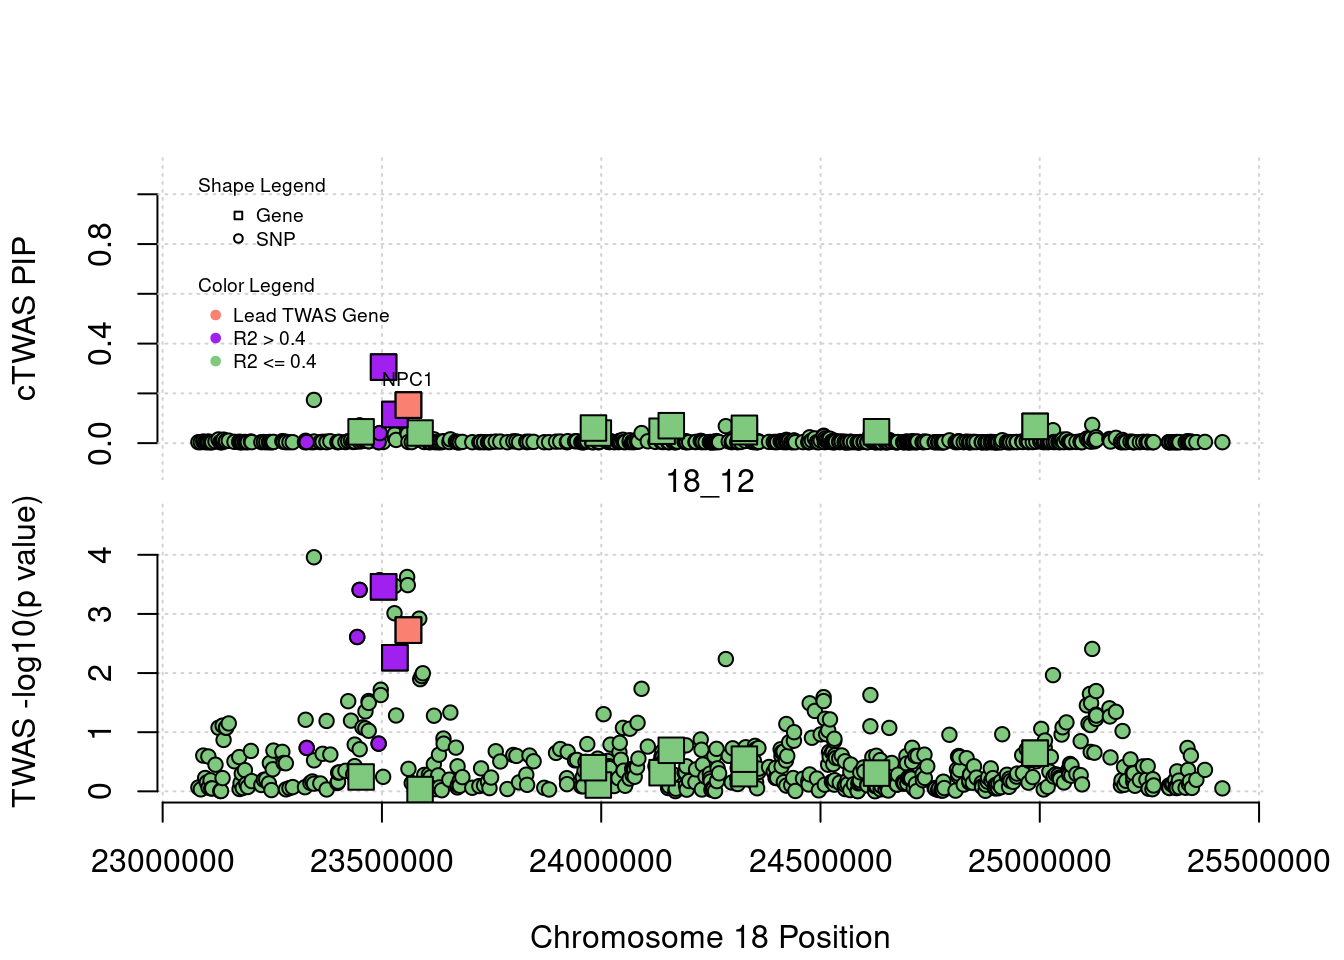 Shape Legend
Gene
SNP
Color Legend
Lead TWAS Gene
R2 > 0.4
R2 <= 0.4
NPC1
cTWAS PIP
0.8
0.4
0.0
18_12
TWAS -log10(p value)
4
3
2
1
0
23000000 23500000 24000000 24500000 25000000 25500000
Chromosome 18 Position